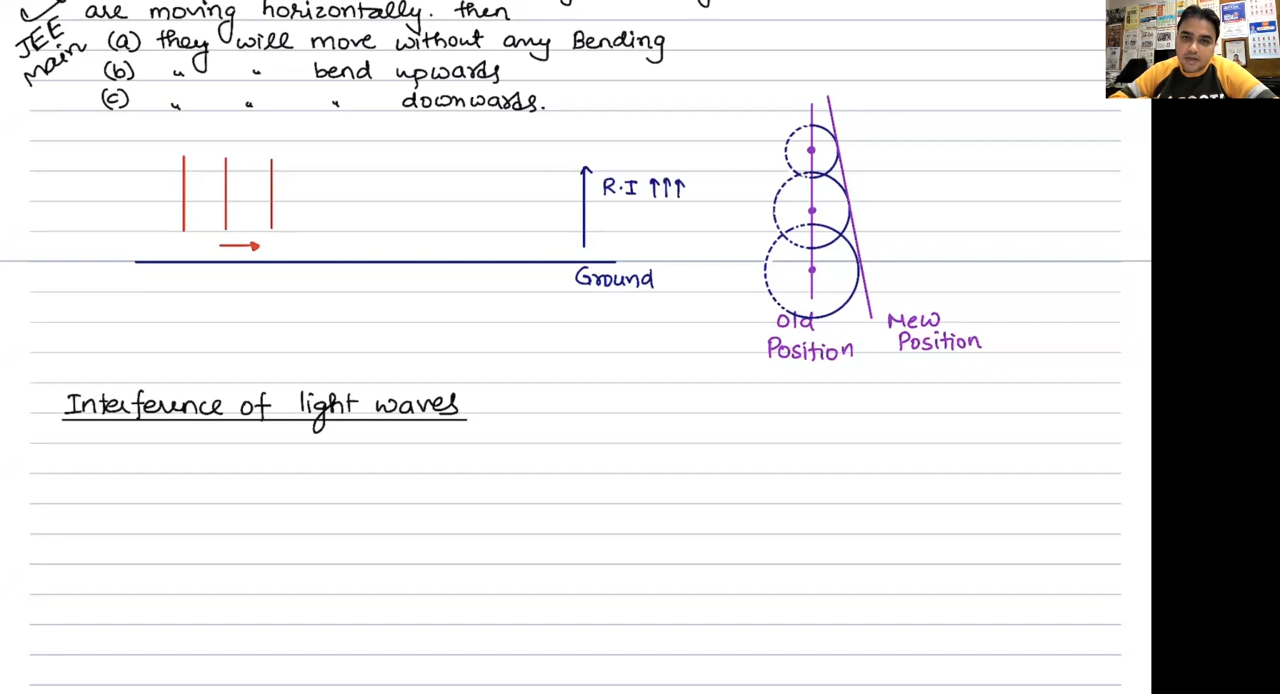 are moving horizontally. then
JEE
Main
(a) they will move without any Bending
(b) " " bend upwards
(c) " " " downwards.
R.I ↑↑↑
Ground
Old
Position
New
Position
Interference of light waves